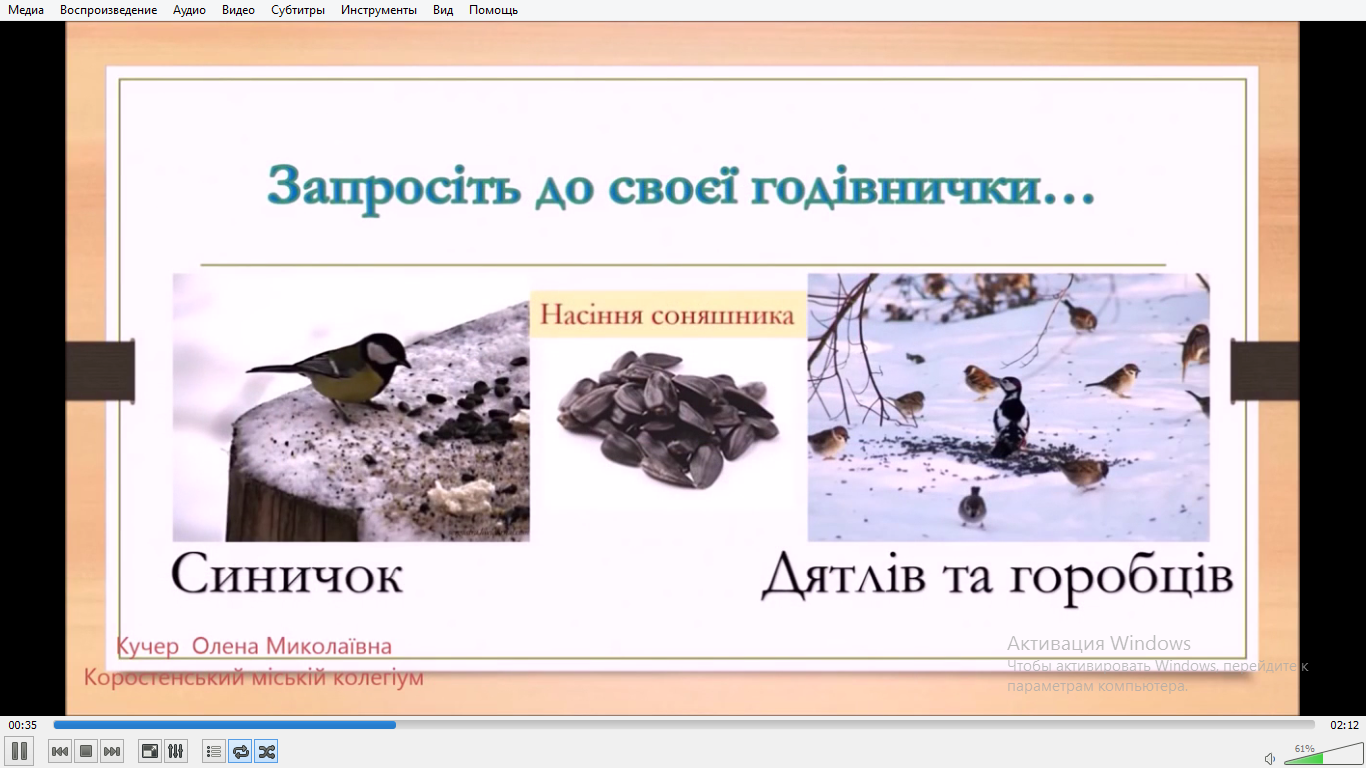 Медиа Воспроизведение Аудио Видео Субтитры Инструменты Вид Помощь
Запросіть до своєї годівнички...
Насіння соняшника
Синичок
Дятлів та горобців
Кучер Олена Миколаївна
Коростенський міській колегіум
Активация Windows
Чтобы активировать Windows, перейдите к
параметрам компьютера.
00:35
02:12
61%